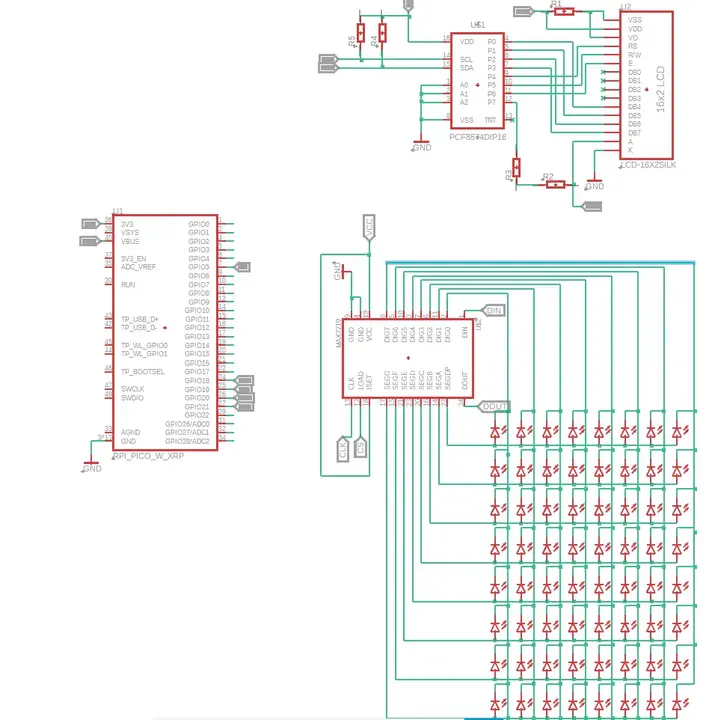 R5
R4
U$1
VDD
P0
P1
SCL
P2
SDA
P3
P4
A0
P5
A1
P6
A2
P7
VSS
INT
PCF8574DIP16
GND
R1
R3
R2
U2
VSS
VDD
VO
RS
R/W
E
DB0
DB1
DB2
DB3
DB4
DB5
DB6
DB7
A
K
16x2 LCD
LCD-16X2SILK
GND
U1
3V3
GPIO0
VSYS
GPIO1
VBUS
GPIO2
GPIO3
3V3_EN
GPIO4
ADC_VREF
GPIO5
GPIO6
RUN
GPIO7
GPIO8
GPIO9
GPIO10
TP_USB_D+
GPIO11
TP_USB_D-
GPIO12
GPIO13
TP_WL_GPIO0
GPIO14
TP_WL_GPIO1
GPIO15
GPIO16
TP_BOOTSEL
GPIO17
GPIO18
SWCLK
GPIO19
SWDIO
GPIO20
GPIO21
GPIO22
GPIO26/ADC0
AGND
GPIO27/ADC1
GND
GPIO28/ADC2
RPI_PICO_W_XRP
GND
VCC
GND
MAX7219
GND
GND
VCC
DIG7
DIG6
DIG5
DIG4
DIG3
DIG2
DIG1
DIG0
DIN
DIN
CLK
LOAD
ISET
SEGG
SEGF
SEGE
SEGD
SEGC
SEGB
SEGA
SEGDP
DOUT
DOUT
CLK
CS